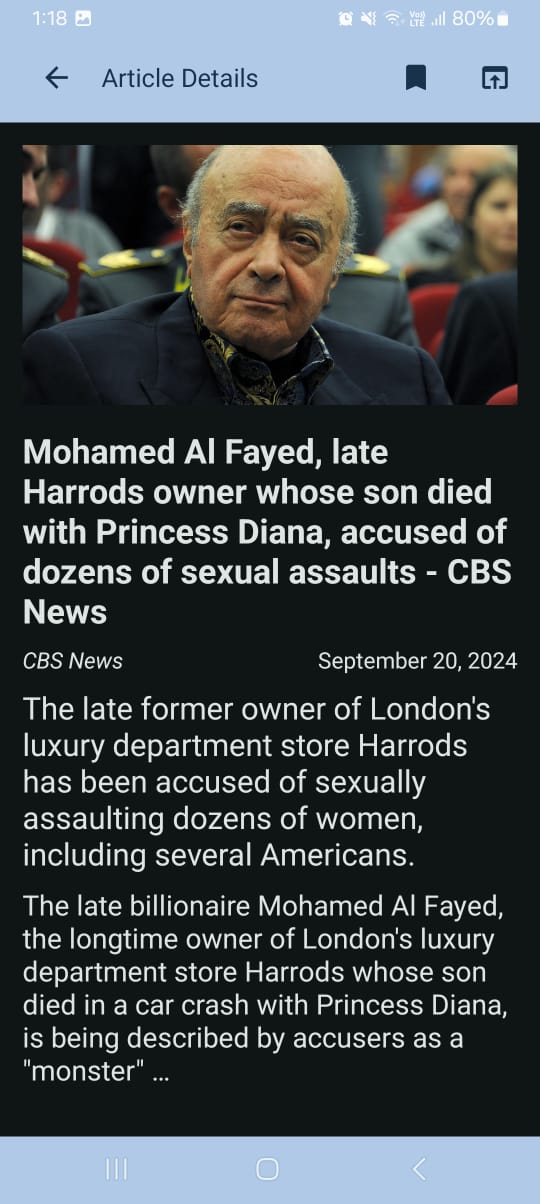 1:18 Vo) LTE 80%
Article Details
Mohamed Al Fayed, late
Harrods owner whose son died
with Princess Diana, accused of
dozens of sexual assaults - CBS
News
CBS News September 20, 2024
The late former owner of London's
luxury department store Harrods
has been accused of sexually
assaulting dozens of women,
including several Americans.
The late billionaire Mohamed Al Fayed,
the longtime owner of London's luxury
department store Harrods whose son
died in a car crash with Princess Diana,
is being described by accusers as a
"monster" …